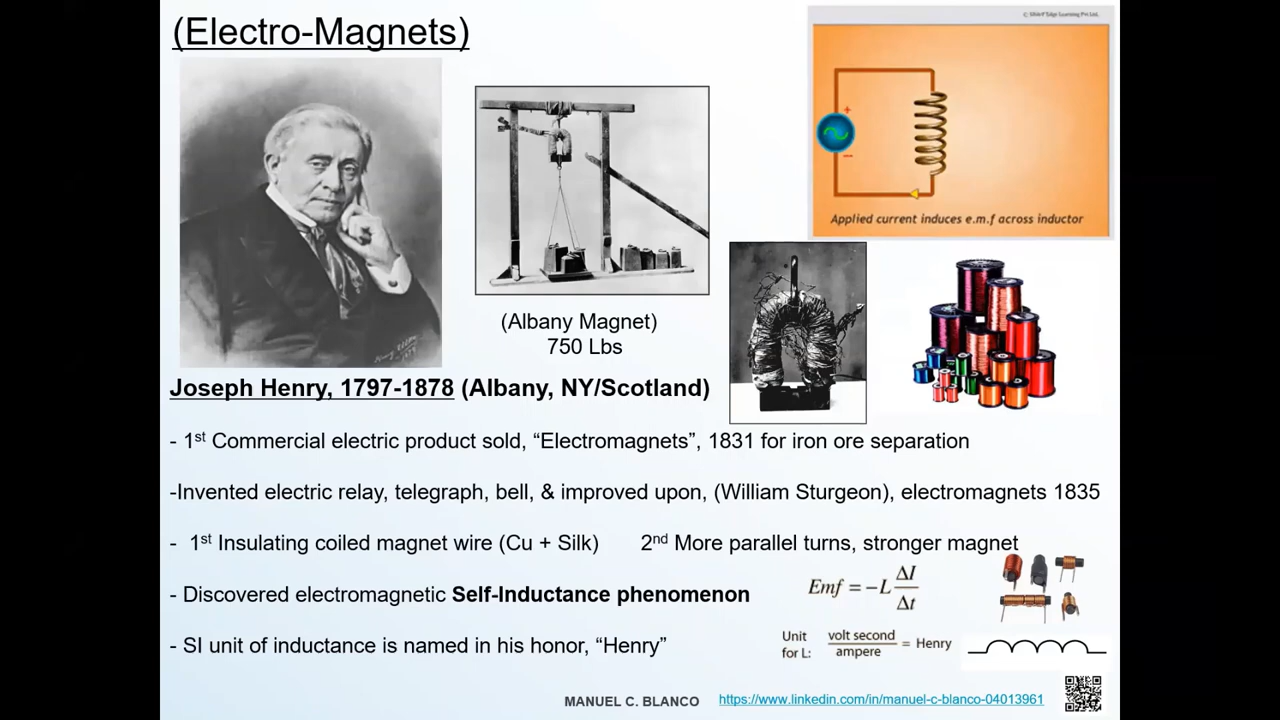 (Electro-Magnets)
+
Applied current induces e.m.f across inductor
(Albany Magnet)
750 Lbs
Joseph Henry, 1797-1878 (Albany, NY/Scotland)
- 1st Commercial electric product sold, “Electromagnets”, 1831 for iron ore separation
-Invented electric relay, telegraph, bell, & improved upon, (William Sturgeon), electromagnets 1835
- 1st Insulating coiled magnet wire (Cu + Silk) 2nd More parallel turns, stronger magnet
- Discovered electromagnetic Self-Inductance phenomenon
Emf = -L ΔI/Δt
- SI unit of inductance is named in his honor, “Henry”
Unit for L: volt second/ampere = Henry
MANUEL C. BLANCO https://www.linkedin.com/in/manuel-c-blanco-04013961